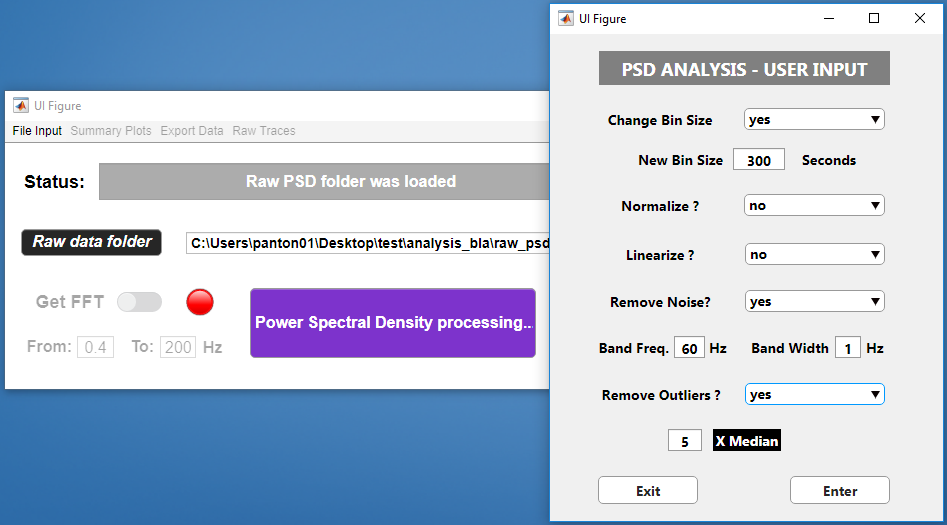 UI Figure
File Input Summary Plots Export Data Raw Traces
Status: Raw PSD folder was loaded
Raw data folder C:\Users\panton01\Desktop\test\analysis_bla\raw_psd
Get FFT
From: 0.4 To: 200 Hz
Power Spectral Density processing...
UI Figure
PSD ANALYSIS - USER INPUT
Change Bin Size yes
New Bin Size 300 Seconds
Normalize ? no
Linearize ? no
Remove Noise? yes
Band Freq. 60 Hz Band Width 1 Hz
Remove Outliers ? yes
5 X Median
Exit Enter